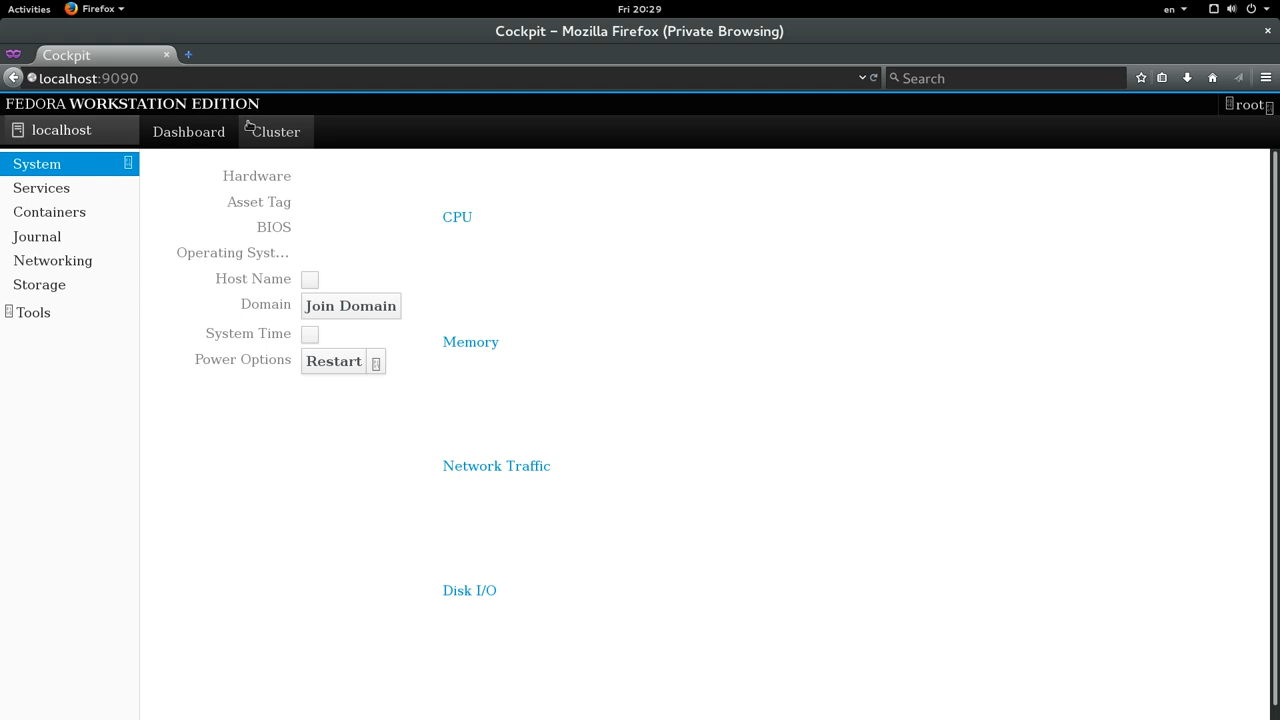 Activities Firefox Fri 20:29 en
Cockpit – Mozilla Firefox (Private Browsing) ×
Cockpit × +
localhost:9090 Search
FEDORA WORKSTATION EDITION root
localhost Dashboard Cluster
System
Services
Containers
Journal
Networking
Storage
Tools
Hardware
Asset Tag
BIOS
Operating Syst...
Host Name
Domain Join Domain
System Time
Power Options Restart
CPU
Memory
Network Traffic
Disk I/O